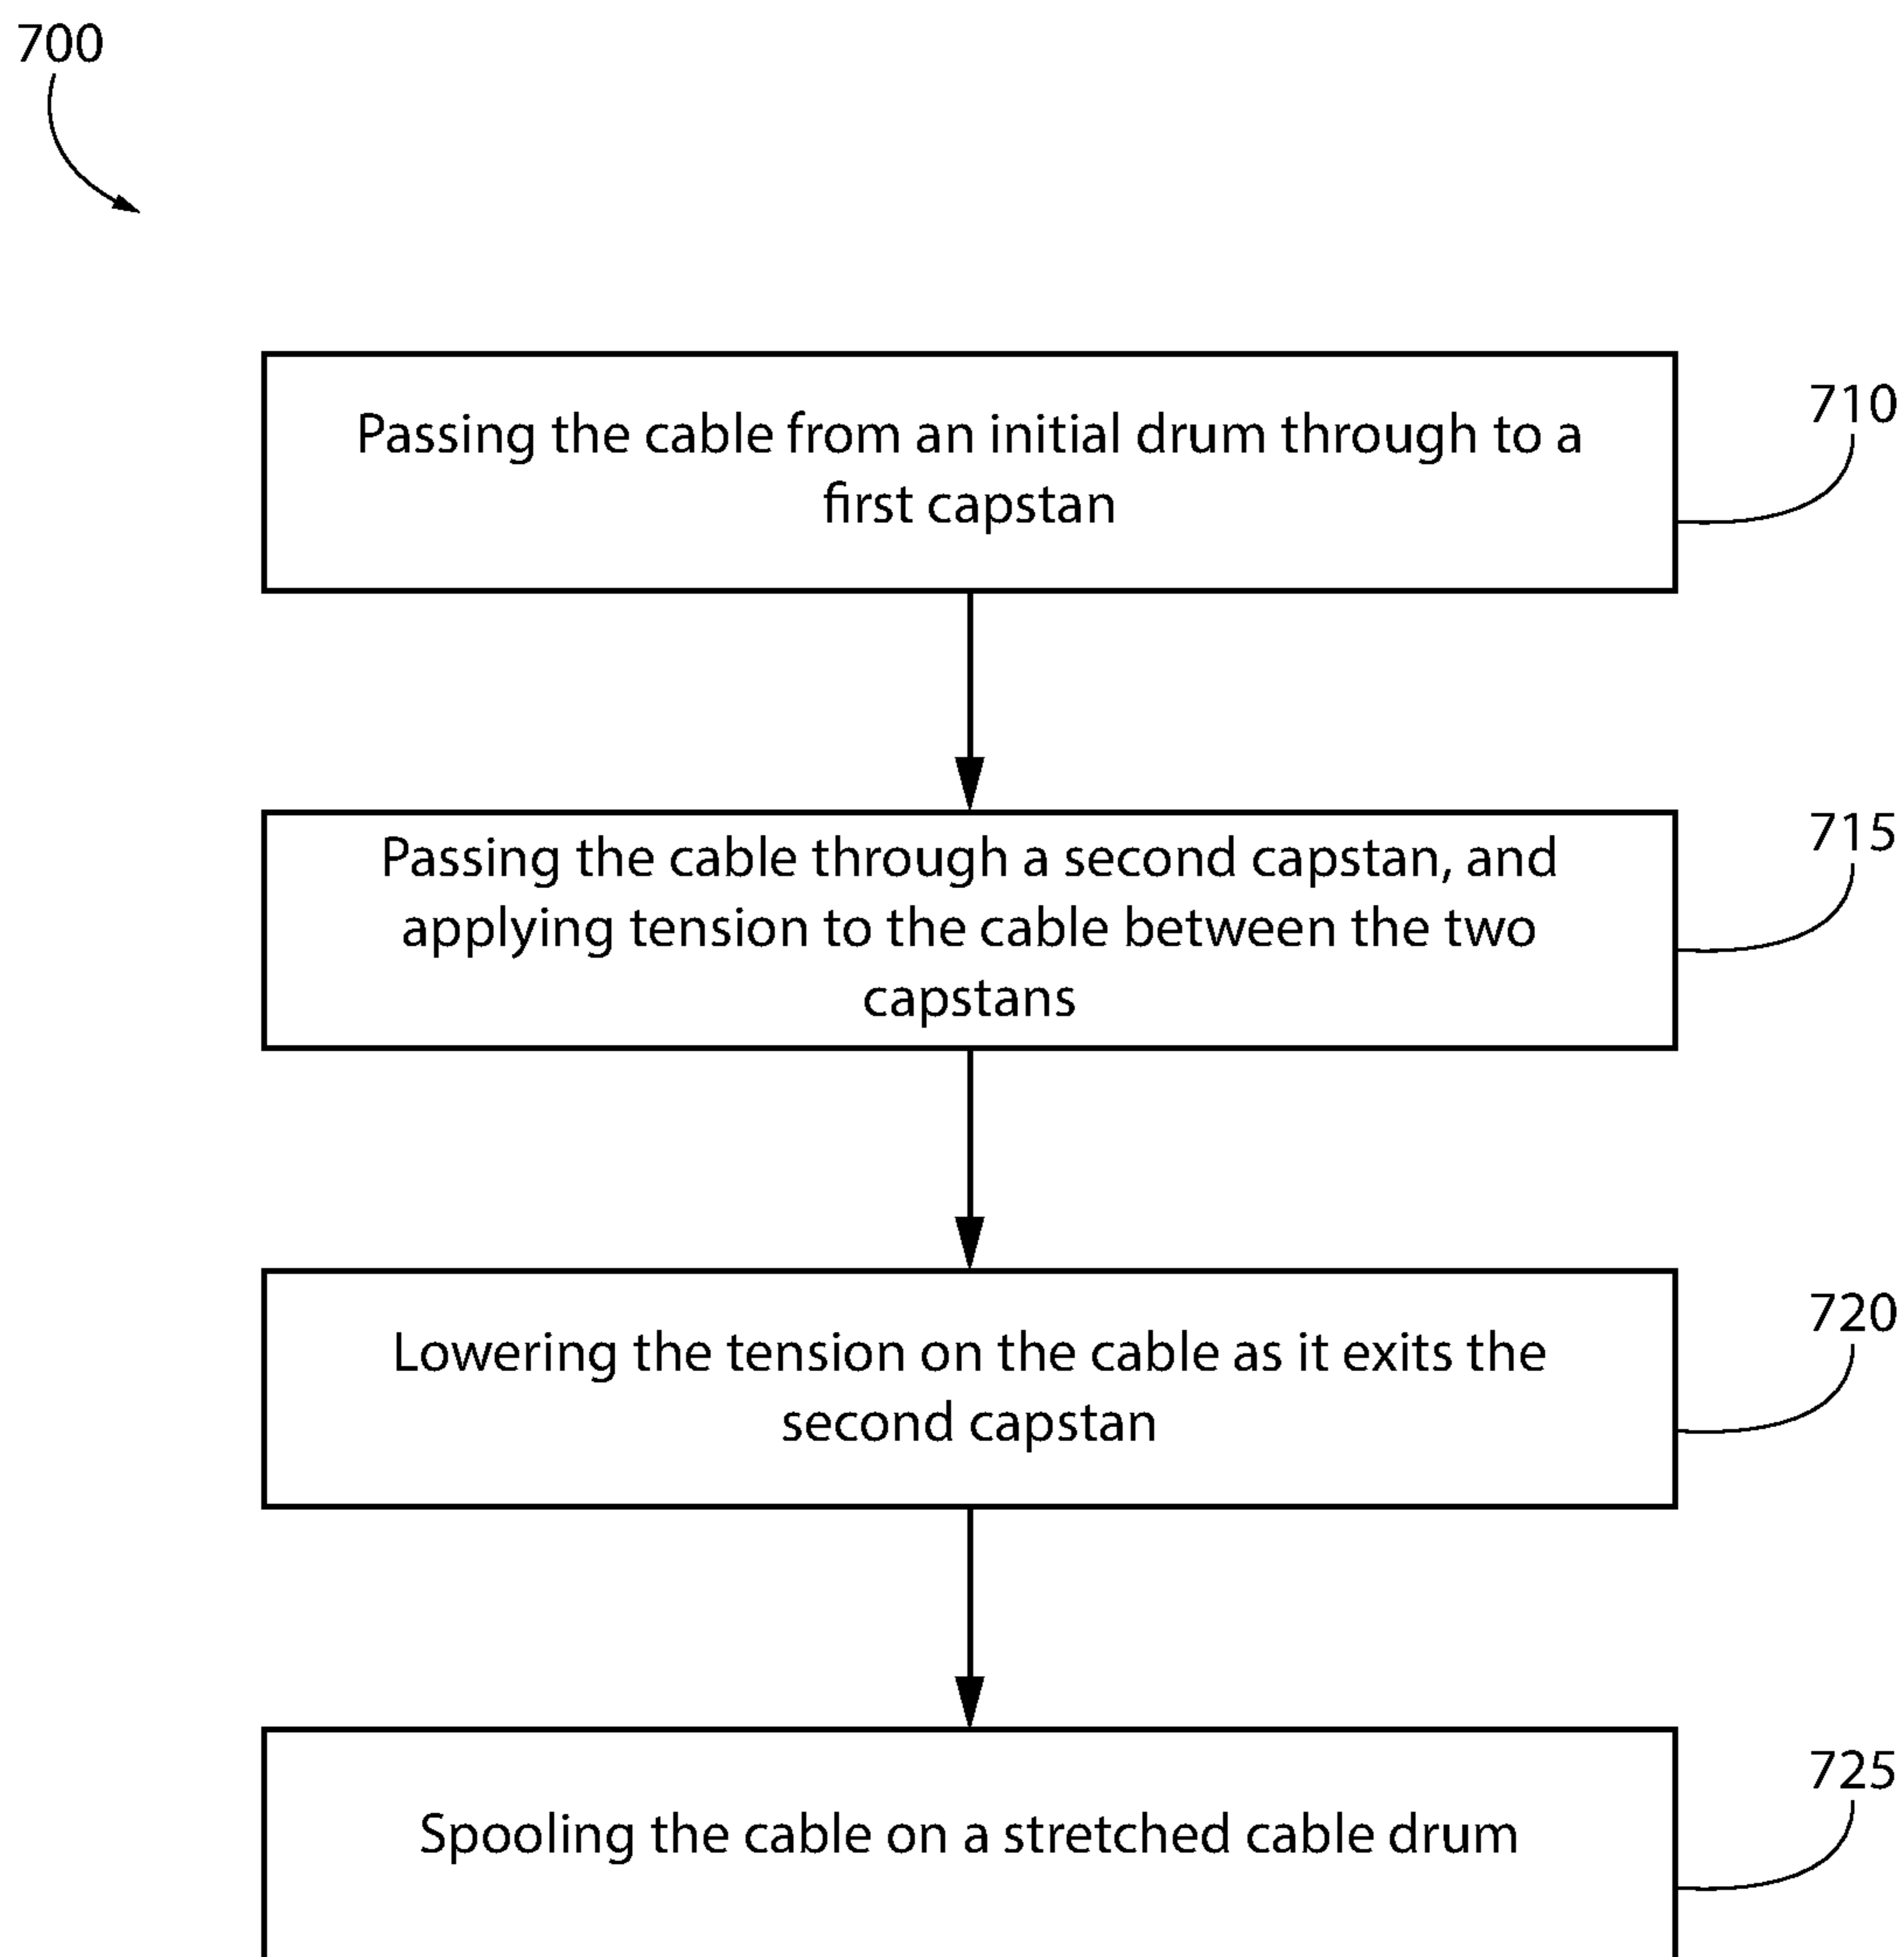 700
Passing the cable from an initial drum through to a
first capstan
710
Passing the cable through a second capstan, and
applying tension to the cable between the two
capstans
715
Lowering the tension on the cable as it exits the
second capstan
720
Spooling the cable on a stretched cable drum
725